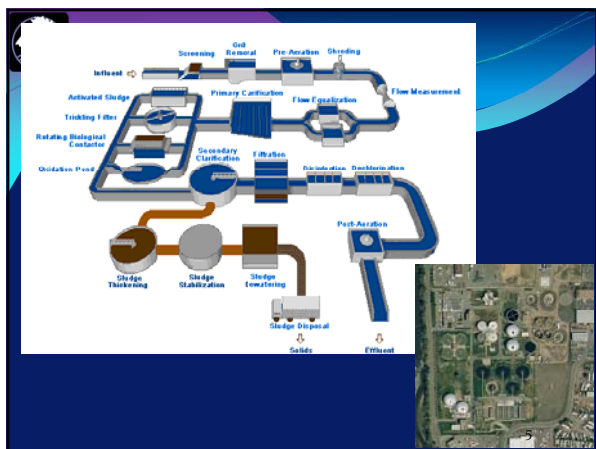 Screening
Grit
Removal
Pre-Aeration
Shreding
Influent
Flow Measurement
Activated Sludge
Primary Carification
Flow Equalization
Trickling Filter
Rotating Biological
Contactor
Secondary
Clarification
Filtration
Oxidation Pond
Disinfection
Dechlorination
Post-Aeration
Sludge
Thickening
Sludge
Stabilization
Sludge
Dewatering
Sludge Disposal
Solids
Effluent
5